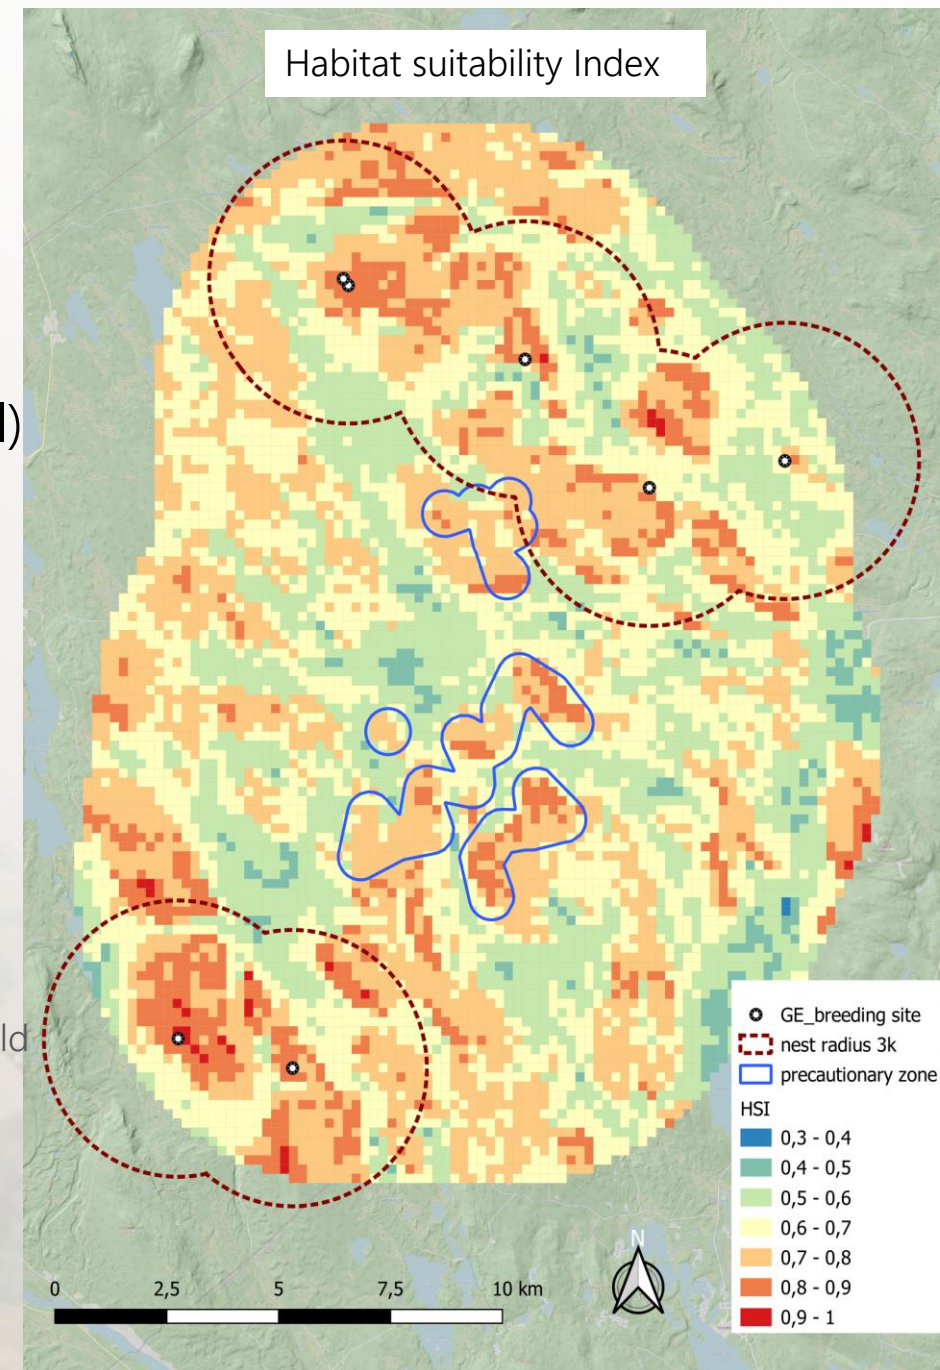 Habitat suitability Index
l)
ld
GE_breeding site
nest radius 3k
precautionary zone
HSI
0,3 - 0,4
0,4 - 0,5
0,5 - 0,6
0,6 - 0,7
0,7 - 0,8
0,8 - 0,9
0,9 - 1
N
0 2,5 5 7,5 10 km